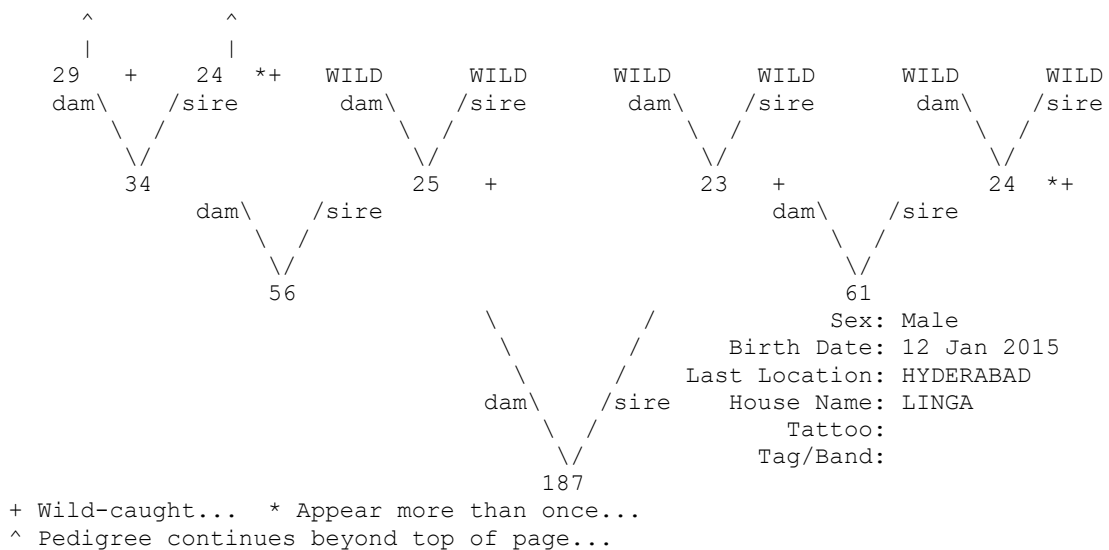 ^ ^
| |
29 + 24 *+ WILD WILD WILD WILD WILD WILD
dam\ /sire dam\ /sire dam\ /sire dam\ /sire
\ / \ / \ / \ /
\/ \/ \/ \/
34 25 + 23 + 24 *+
dam\ /sire dam\ /sire
\ / \ /
\/ \/
56 61
\ / Sex: Male
\ / Birth Date: 12 Jan 2015
\ / Last Location: HYDERABAD
dam\ /sire House Name: LINGA
\ / Tattoo:
\/ Tag/Band:
187
+ Wild-caught... * Appear more than once...
^ Pedigree continues beyond top of page...